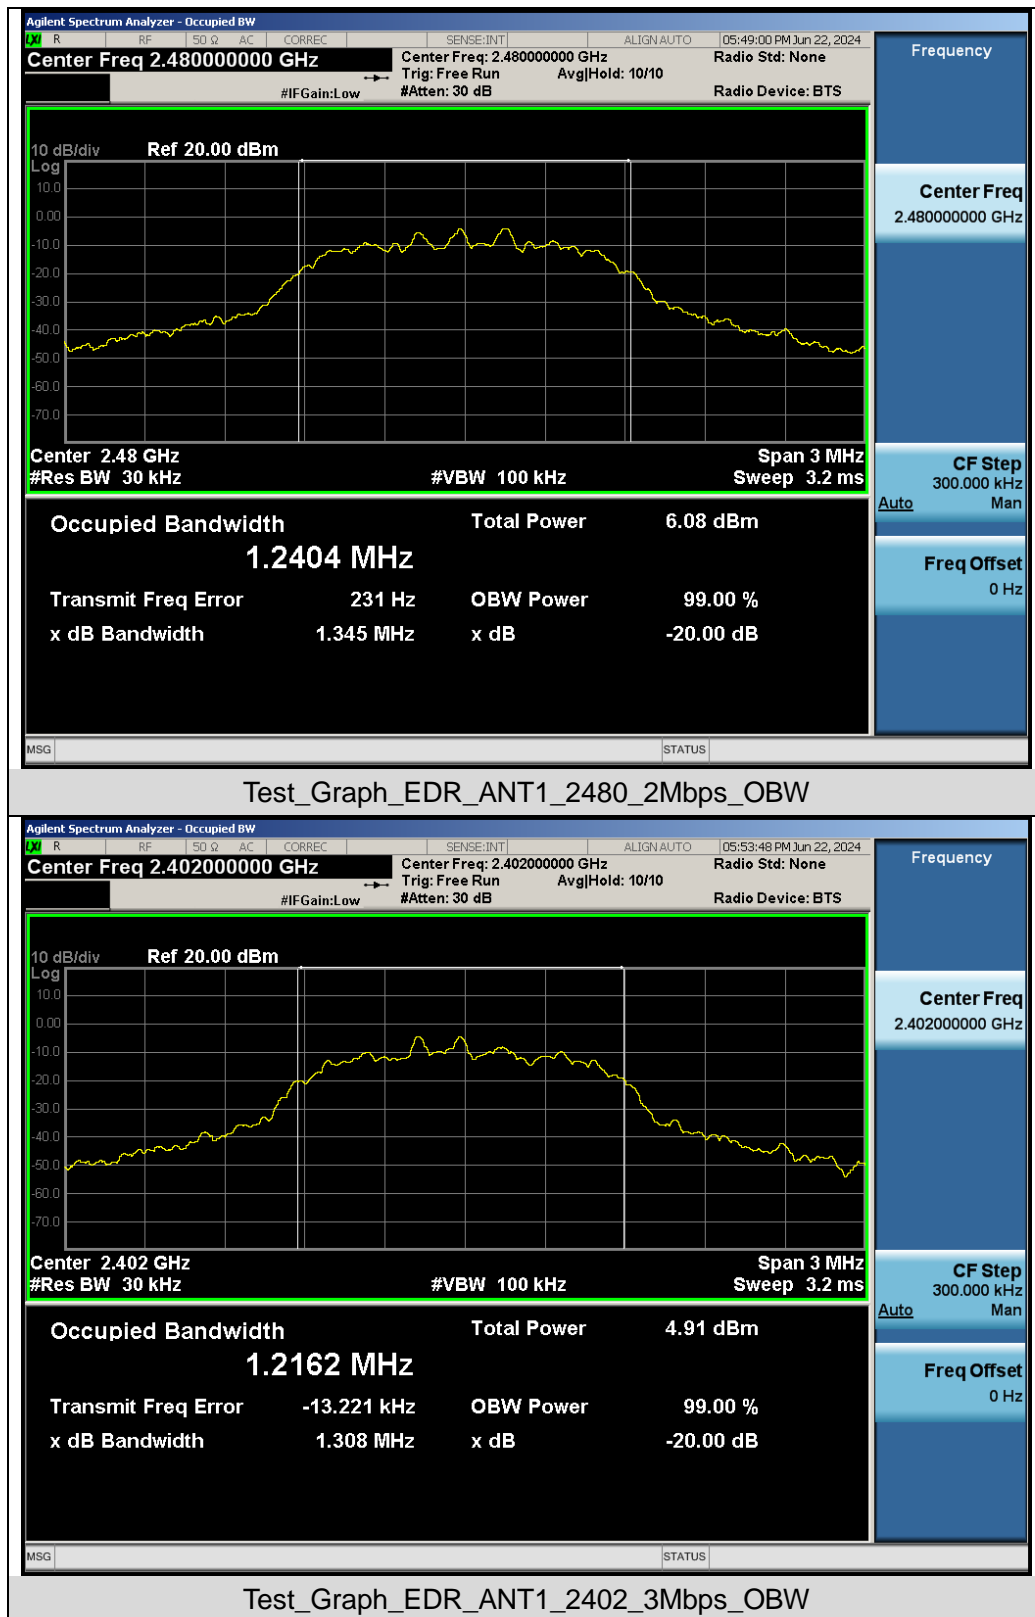 Agilent Spectrum Analyzer - Occupied BW
LXI R RF 50 Ω AC CORREC SENSE:INT ALIGN AUTO 05:49:00 PM Jun 22, 2024
Center Freq 2.480000000 GHz Center Freq: 2.480000000 GHz Radio Std: None
Trig: Free Run Avg|Hold: 10/10
#IFGain:Low #Atten: 30 dB Radio Device: BTS
Frequency
10 dB/div Ref 20.00 dBm
Log
10.0
0.00
-10.0
-20.0
-30.0
-40.0
-50.0
-60.0
-70.0
Center 2.48 GHz Span 3 MHz
#Res BW 30 kHz #VBW 100 kHz Sweep 3.2 ms
Center Freq
2.480000000 GHz
CF Step
300.000 kHz
Auto Man
Freq Offset
0 Hz
Occupied Bandwidth Total Power 6.08 dBm
1.2404 MHz
Transmit Freq Error 231 Hz OBW Power 99.00 %
x dB Bandwidth 1.345 MHz x dB -20.00 dB
MSG STATUS
Test_Graph_EDR_ANT1_2480_2Mbps_OBW
Agilent Spectrum Analyzer - Occupied BW
LXI R RF 50 Ω AC CORREC SENSE:INT ALIGN AUTO 05:53:48 PM Jun 22, 2024
Center Freq 2.402000000 GHz Center Freq: 2.402000000 GHz Radio Std: None
Trig: Free Run Avg|Hold: 10/10
#IFGain:Low #Atten: 30 dB Radio Device: BTS
Frequency
10 dB/div Ref 20.00 dBm
Log
10.0
0.00
-10.0
-20.0
-30.0
-40.0
-50.0
-60.0
-70.0
Center 2.402 GHz Span 3 MHz
#Res BW 30 kHz #VBW 100 kHz Sweep 3.2 ms
Center Freq
2.402000000 GHz
CF Step
300.000 kHz
Auto Man
Freq Offset
0 Hz
Occupied Bandwidth Total Power 4.91 dBm
1.2162 MHz
Transmit Freq Error -13.221 kHz OBW Power 99.00 %
x dB Bandwidth 1.308 MHz x dB -20.00 dB
MSG STATUS
Test_Graph_EDR_ANT1_2402_3Mbps_OBW